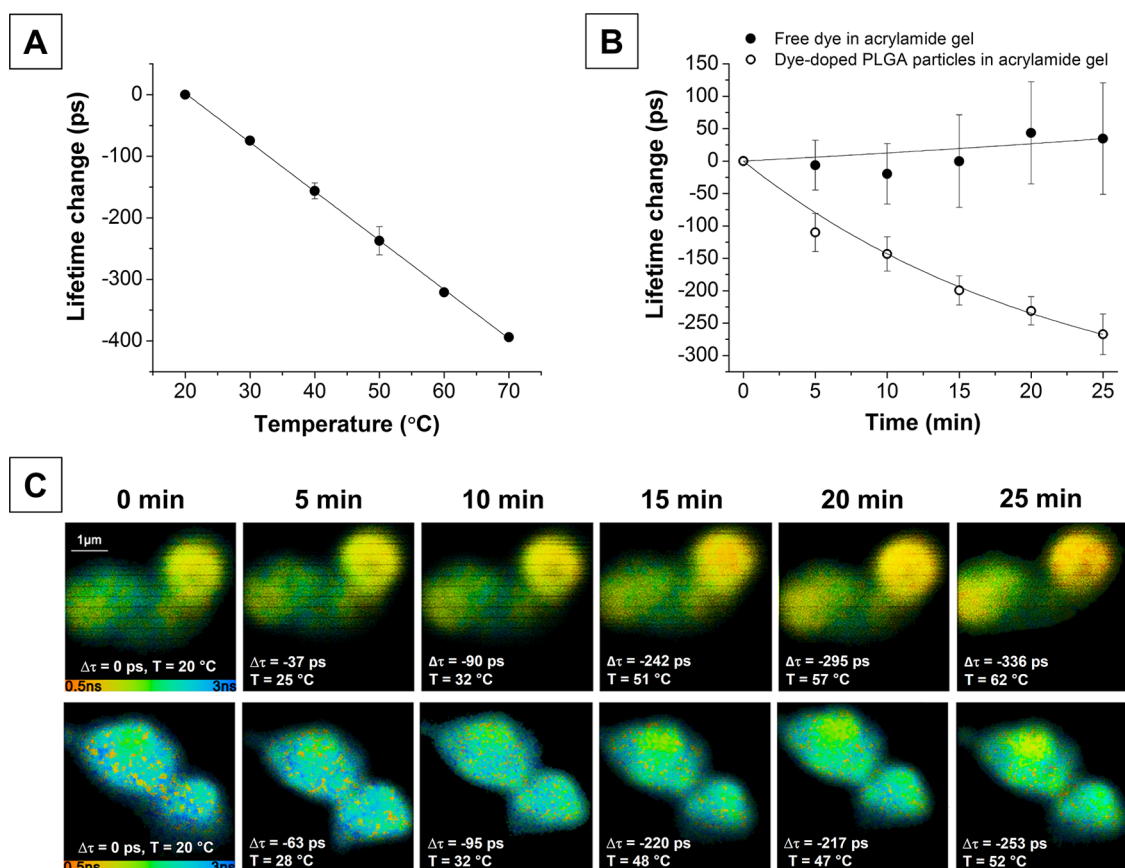 A
Lifetime change (ps)
0
-100
-200
-300
-400
20 30 40 50 60 70
Temperature (°C)
B
Free dye in acrylamide gel
Dye-doped PLGA particles in acrylamide gel
Lifetime change (ps)
150
100
50
0
-50
-100
-150
-200
-250
-300
0 5 10 15 20 25
Time (min)
C
0 min 5 min 10 min 15 min 20 min 25 min
1µm
Δτ = 0 ps, T = 20 °C
0.5ns 3ns
Δτ = -37 ps
T = 25 °C
Δτ = -90 ps
T = 32 °C
Δτ = -242 ps
T = 51 °C
Δτ = -295 ps
T = 57 °C
Δτ = -336 ps
T = 62 °C
Δτ = 0 ps, T = 20 °C
0.5ns 3ns
Δτ = -63 ps
T = 28 °C
Δτ = -95 ps
T = 32 °C
Δτ = -220 ps
T = 48 °C
Δτ = -217 ps
T = 47 °C
Δτ = -253 ps
T = 52 °C